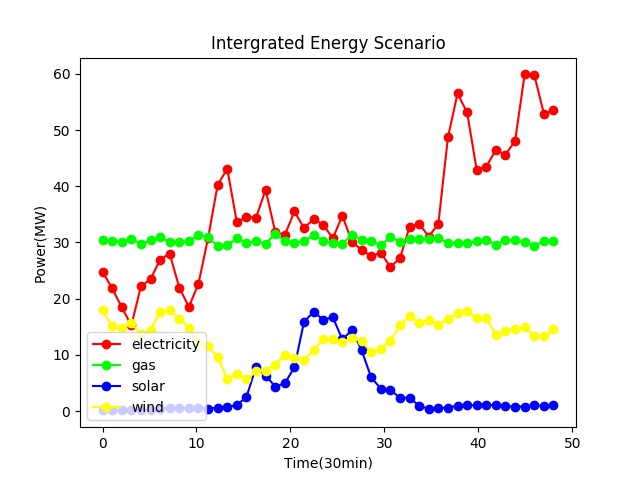 Intergrated Energy Scenario
Power(MW)
60
50
40
30
20
10
0
electricity
gas
solar
wind
0 10 20 30 40 50
Time(30min)